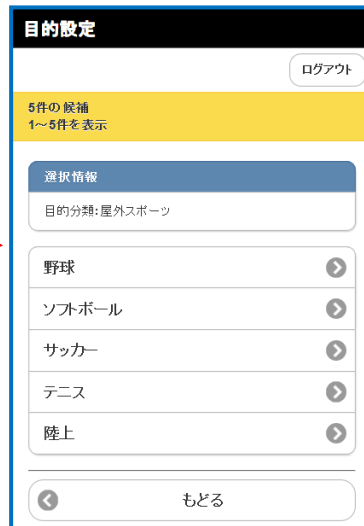 目的設定
ログアウト
5件の候補
1～5件を表示
選択情報
目的分類:屋外スポーツ
野球
ソフトボール
サッカー
テニス
陸上
もどる